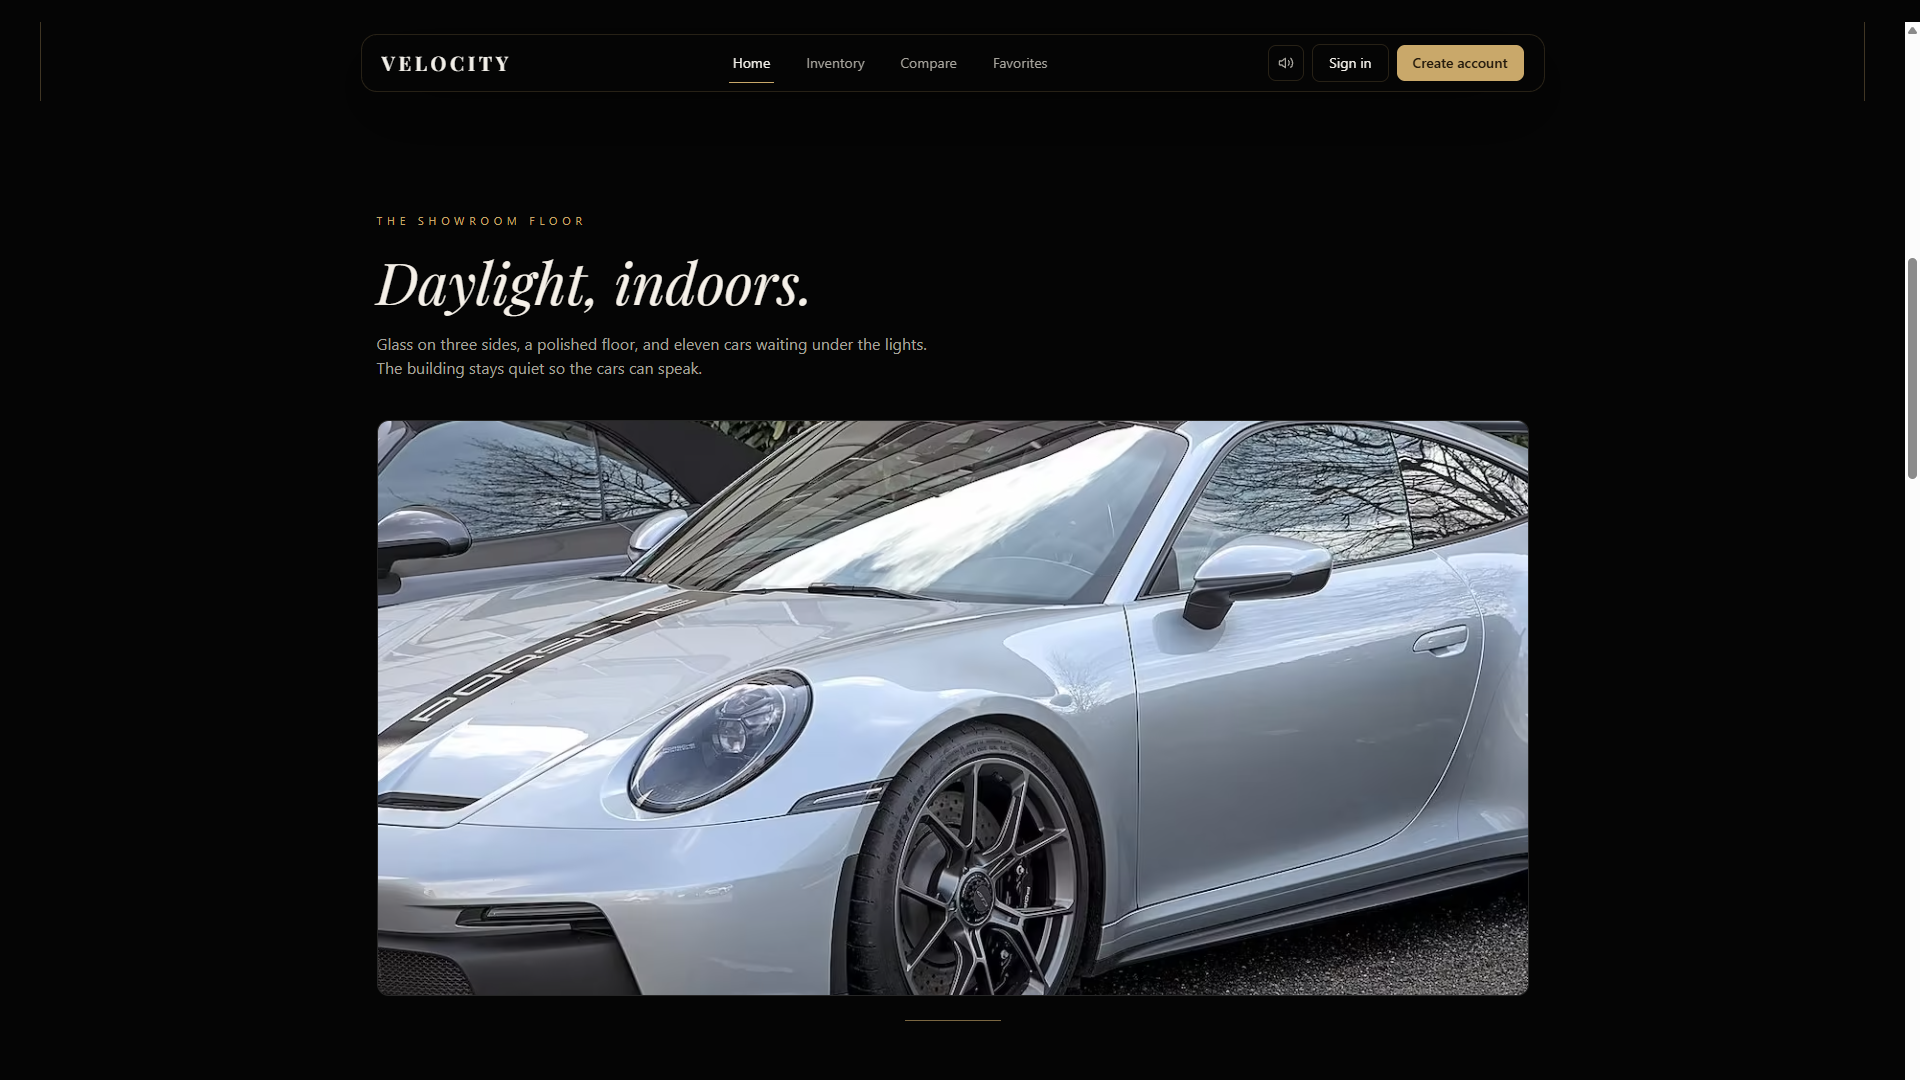 VELOCITY
Home
Inventory
Compare
Favorites
Sign in
Create account
THE SHOWROOM FLOOR
Daylight, indoors.
Glass on three sides, a polished floor, and eleven cars waiting under the lights.
The building stays quiet so the cars can speak.
PORSCHE
GOODYEAR